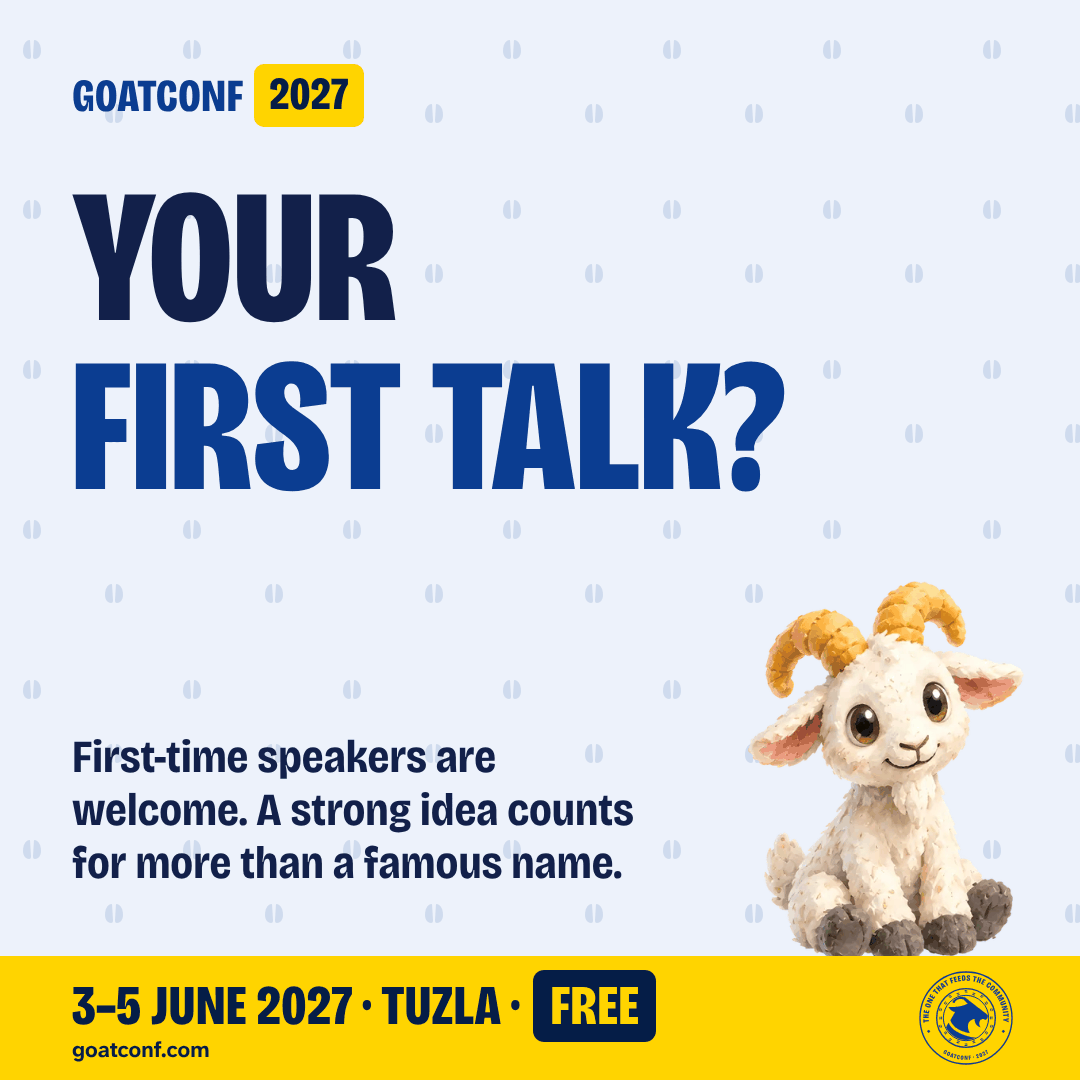 GOATCONF 2027
YOUR
FIRST TALK?
First-time speakers are
welcome. A strong idea counts
for more than a famous name.
3–5 JUNE 2027 · TUZLA · FREE
goatconf.com
THE ONE THAT FEEDS THE COMMUNITY
GOATCONF · 2027